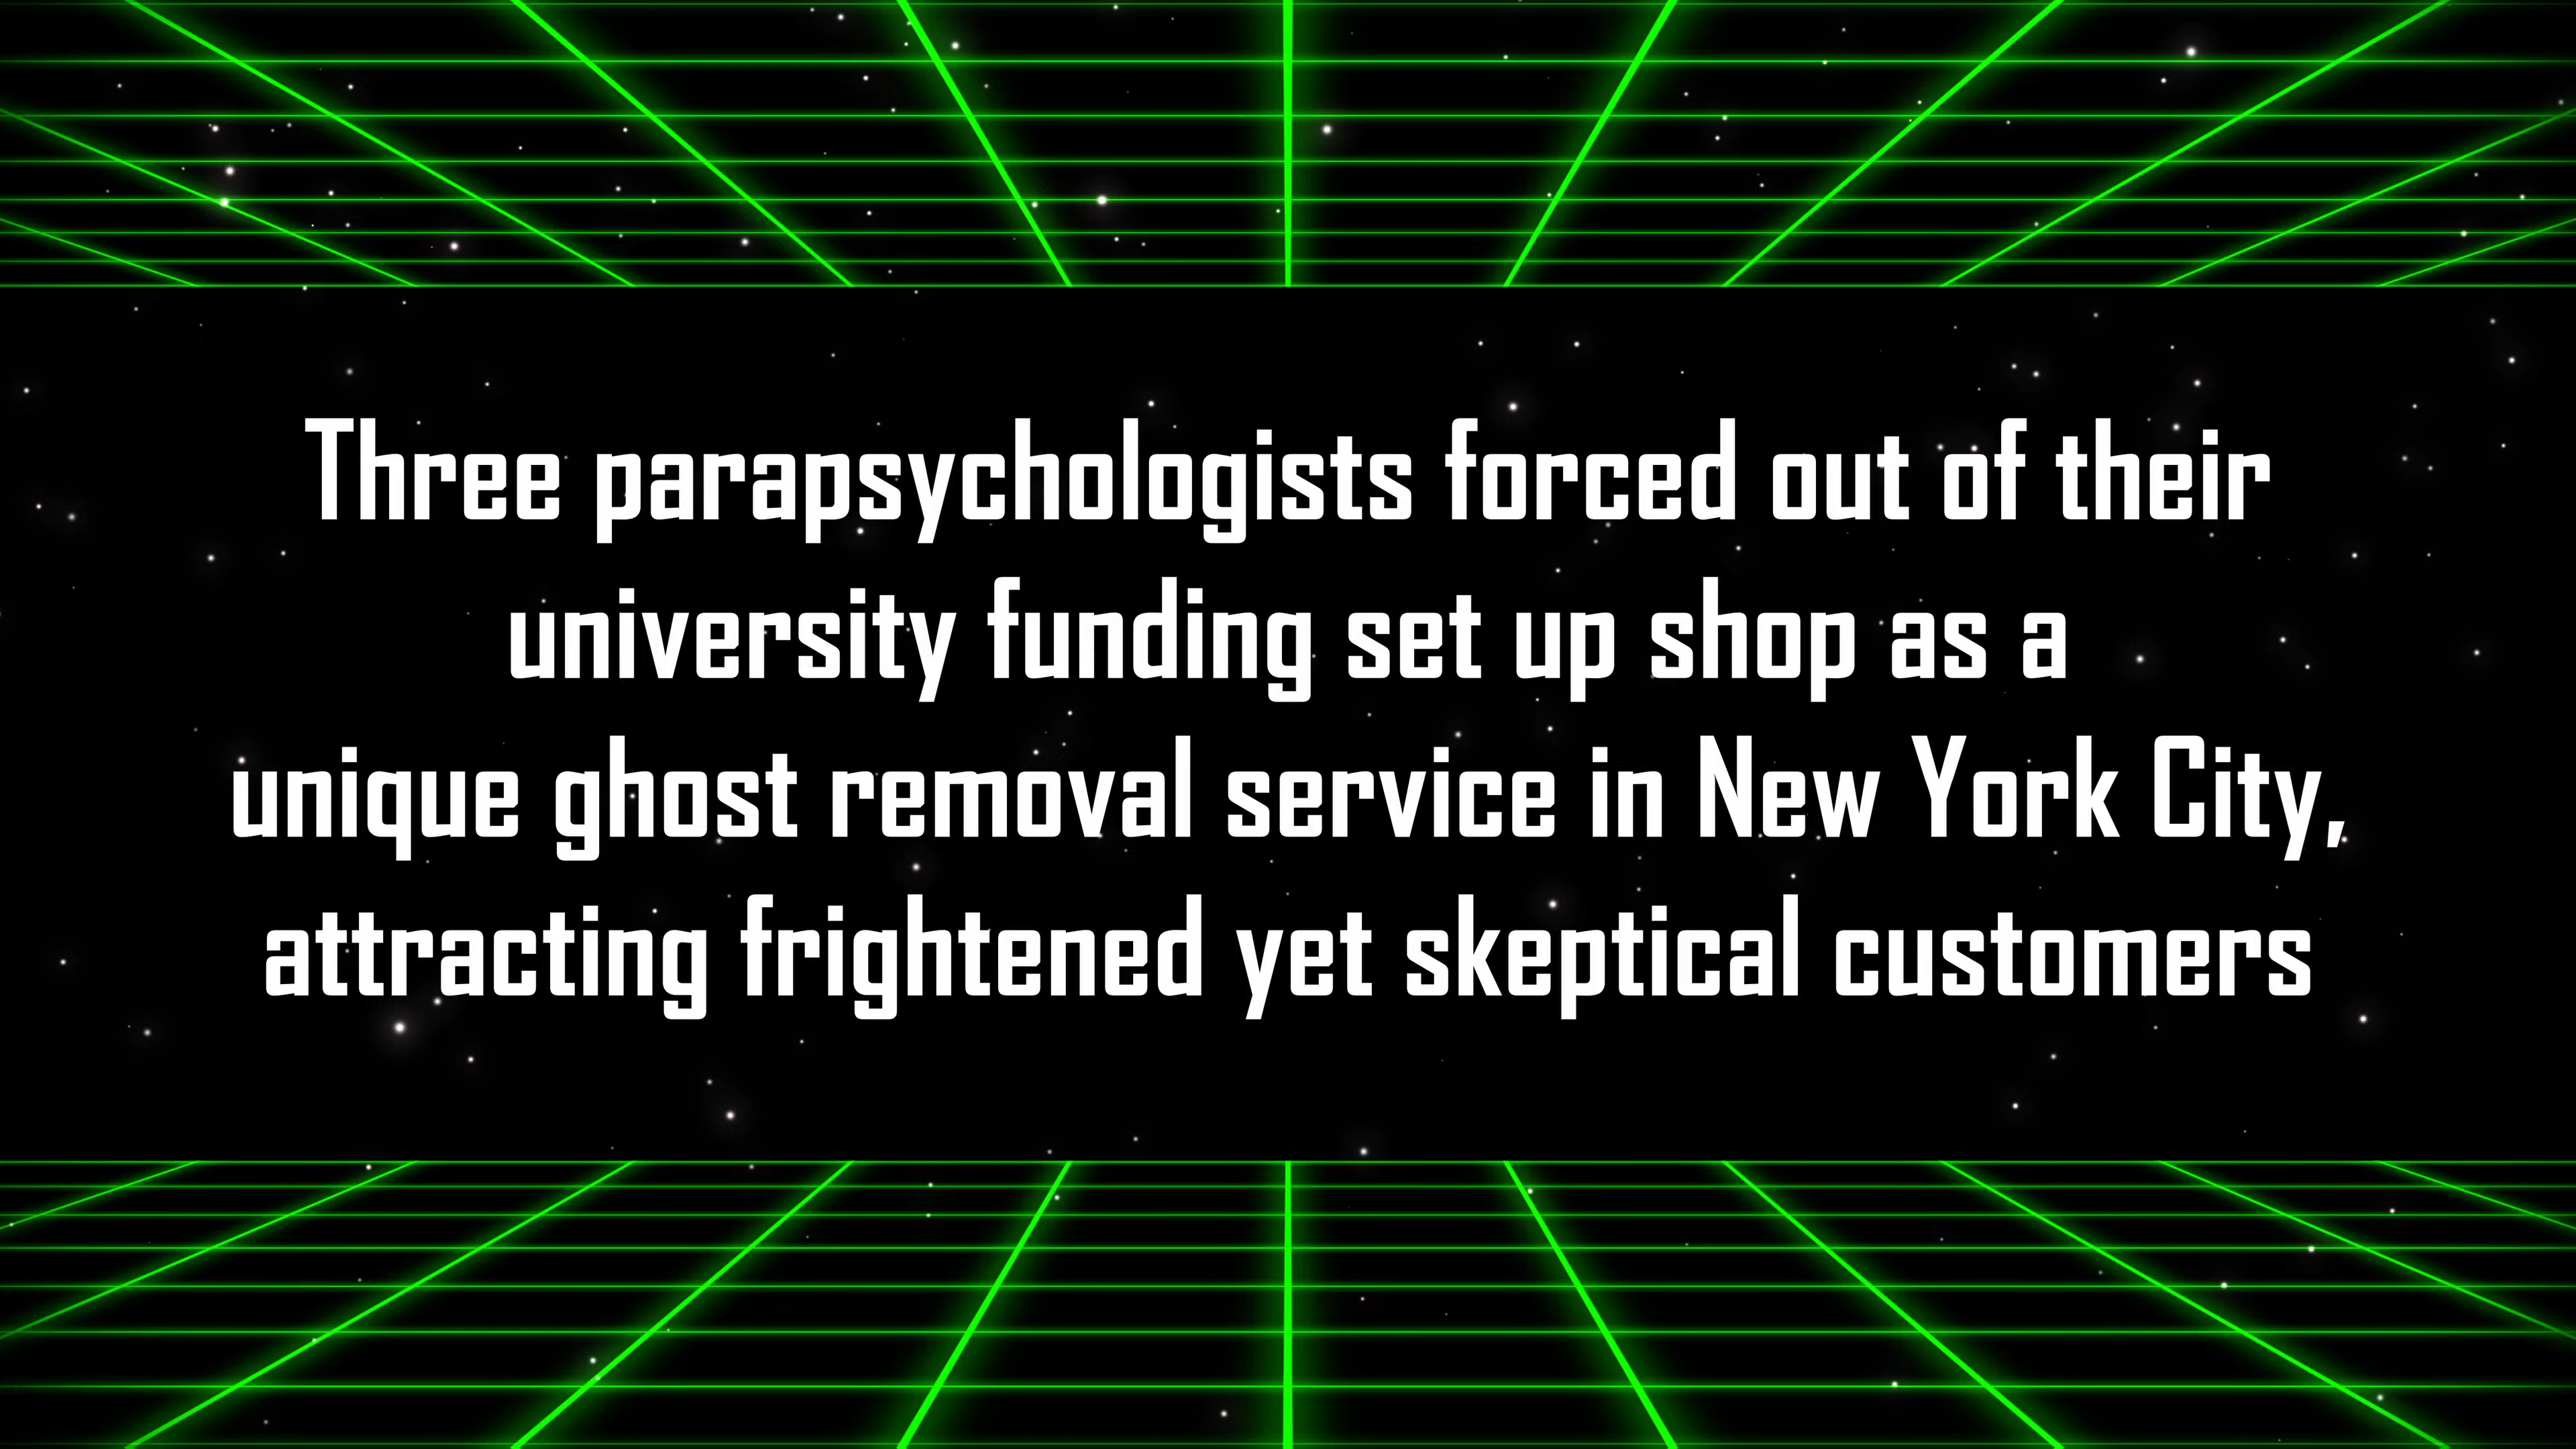 Three parapsychologists forced out of their
university funding set up shop as a
unique ghost removal service in New York City,
attracting frightened yet skeptical customers